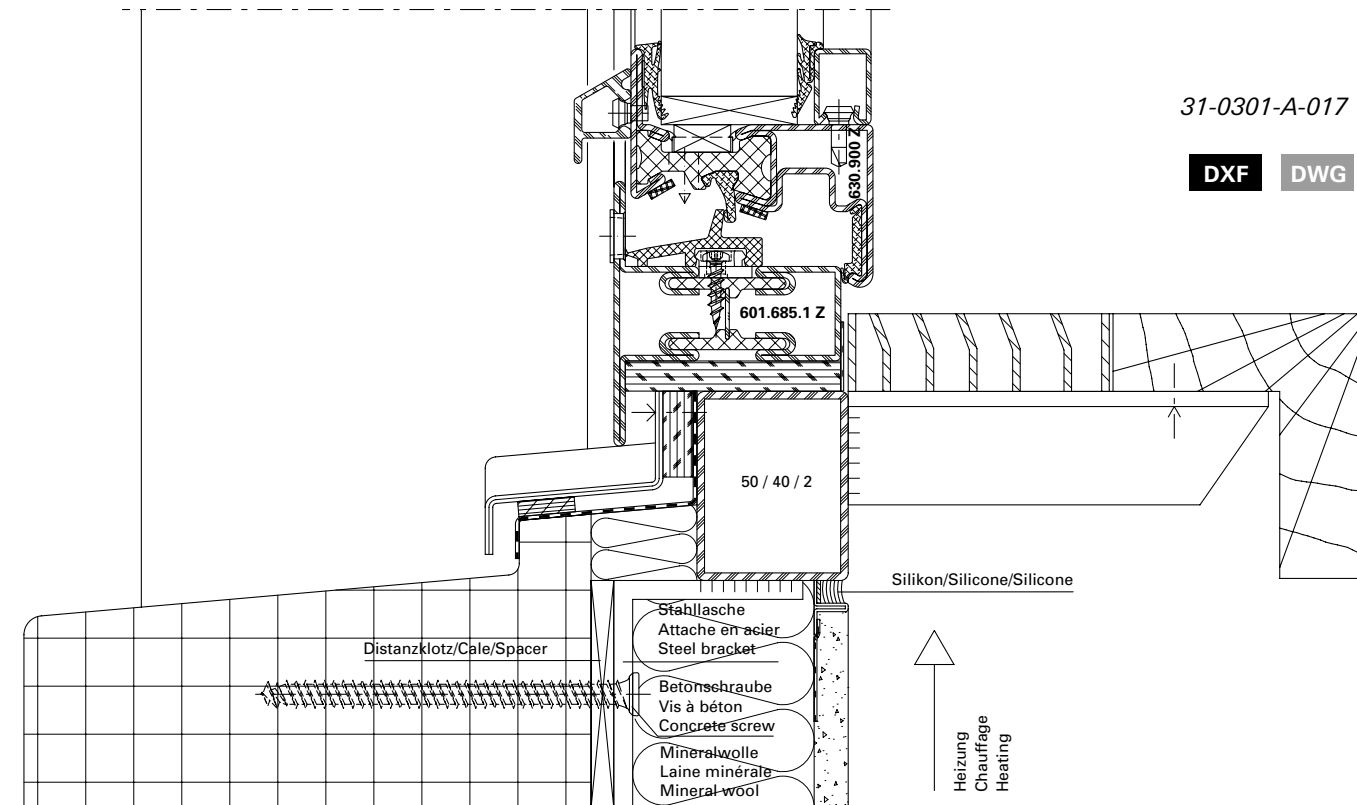 31-0301-A-017
DXF DWG
630.900 Z
601.685.1 Z
50 / 40 / 2
Silikon/Silicone/Silicone
Stahllasche
Attache en acier
Steel bracket
Distanzklotz/Cale/Spacer
Betonschraube
Vis à béton
Concrete screw
Mineralwolle
Laine minérale
Mineral wool
Heizung
Chauffage
Heating